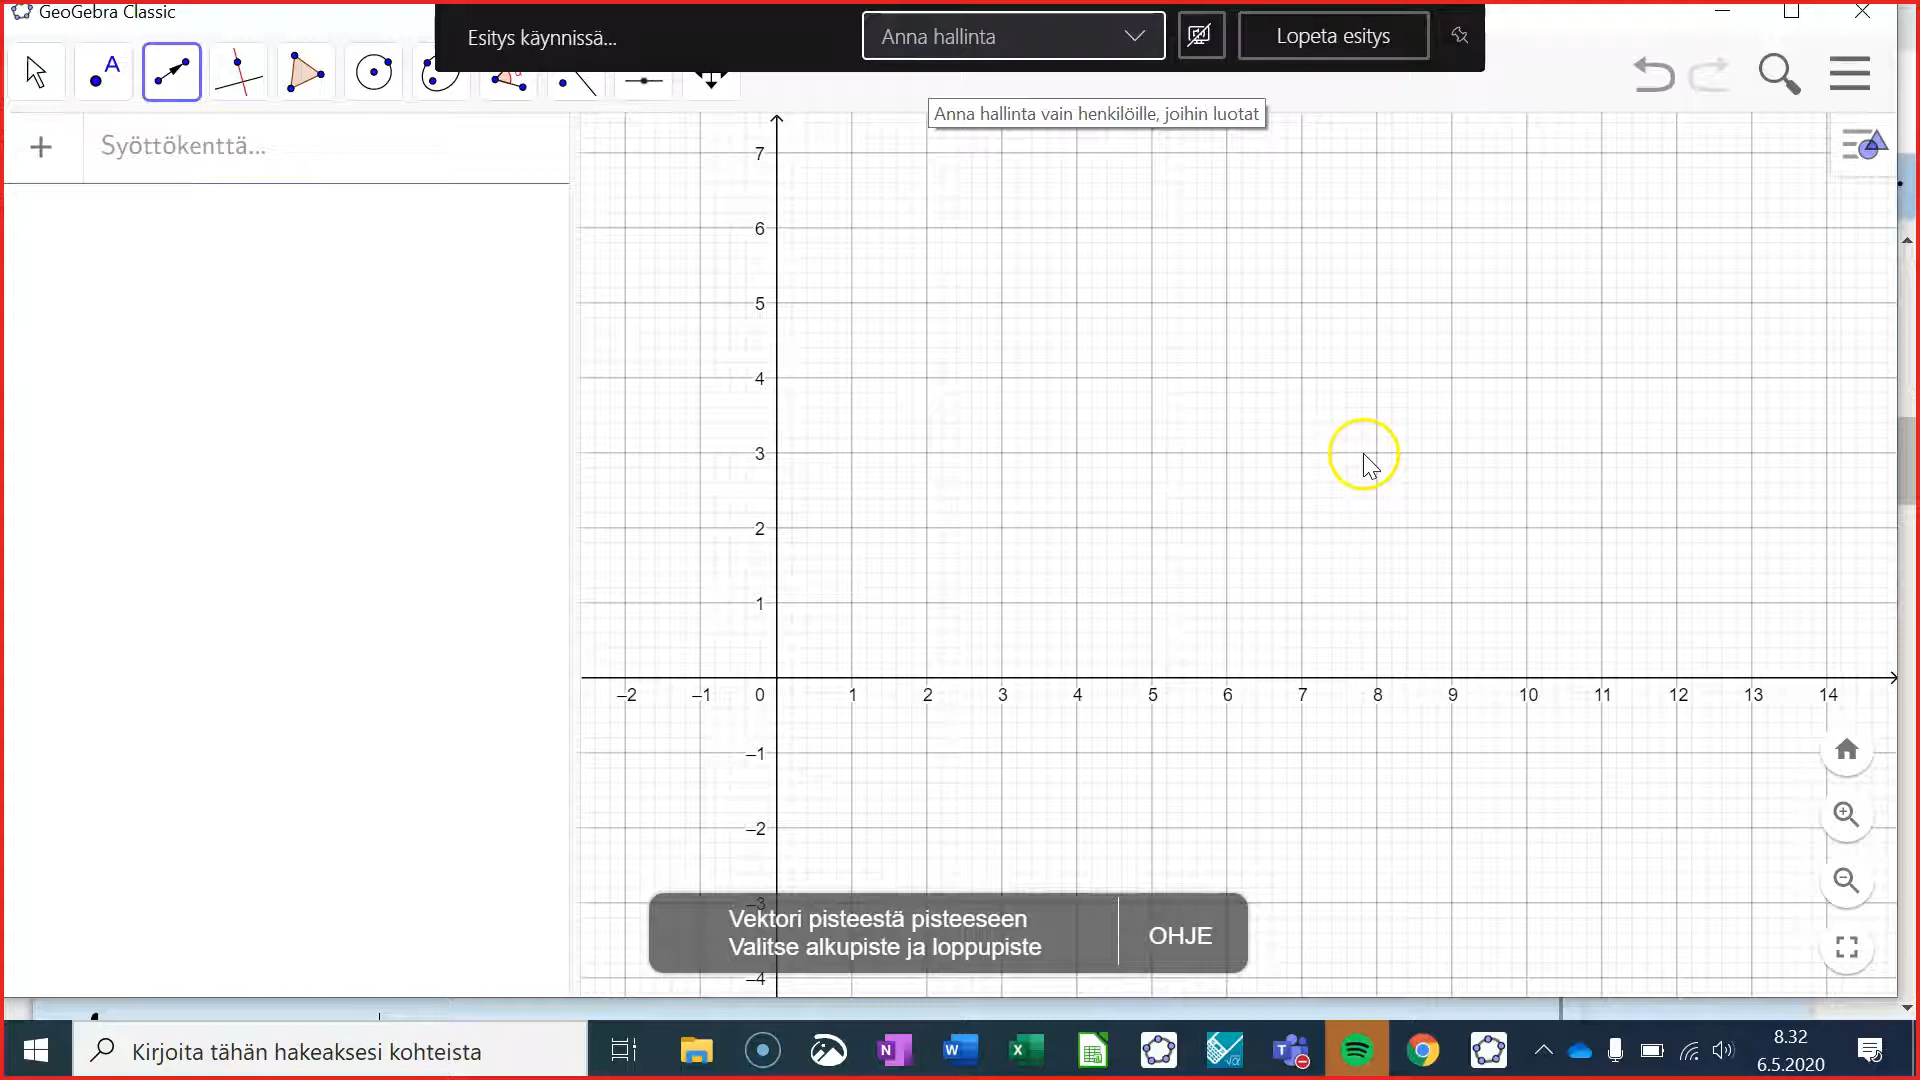 GeoGebra Classic
Esitys käynnissä...
Anna hallinta
Lopeta esitys
A
Anna hallinta vain henkilöille, joihin luotat
Syöttökenttä...
7
6
5
4
3
2
1
–2 –1 0 1 2 3 4 5 6 7 8 9 10 11 12 13 14
–1
–2
–3
–4
Vektori pisteestä pisteeseen
Valitse alkupiste ja loppupiste
OHJE
Kirjoita tähän hakeaksesi kohteista
8.32
6.5.2020